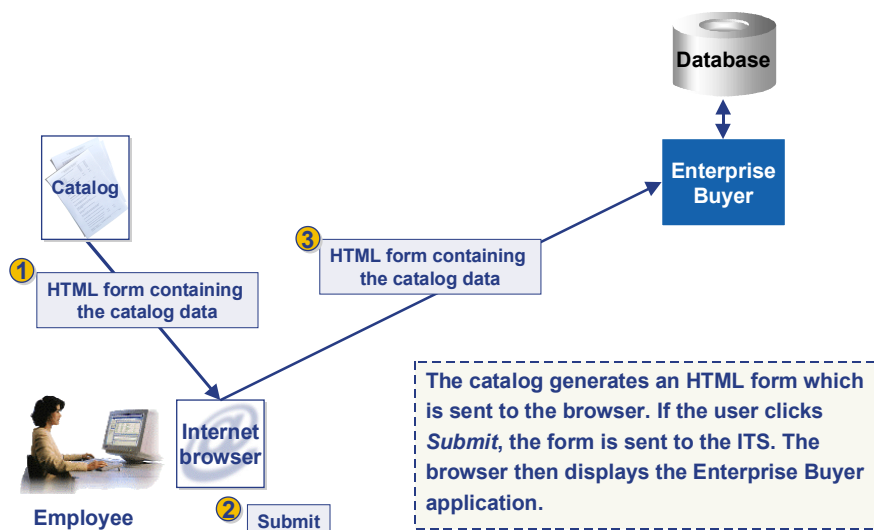 Database
Enterprise
Buyer
Catalog
1
HTML form containing
the catalog data
3
HTML form containing
the catalog data
Internet
browser
Employee
2
Submit
The catalog generates an HTML form which
is sent to the browser. If the user clicks
Submit, the form is sent to the ITS. The
browser then displays the Enterprise Buyer
application.